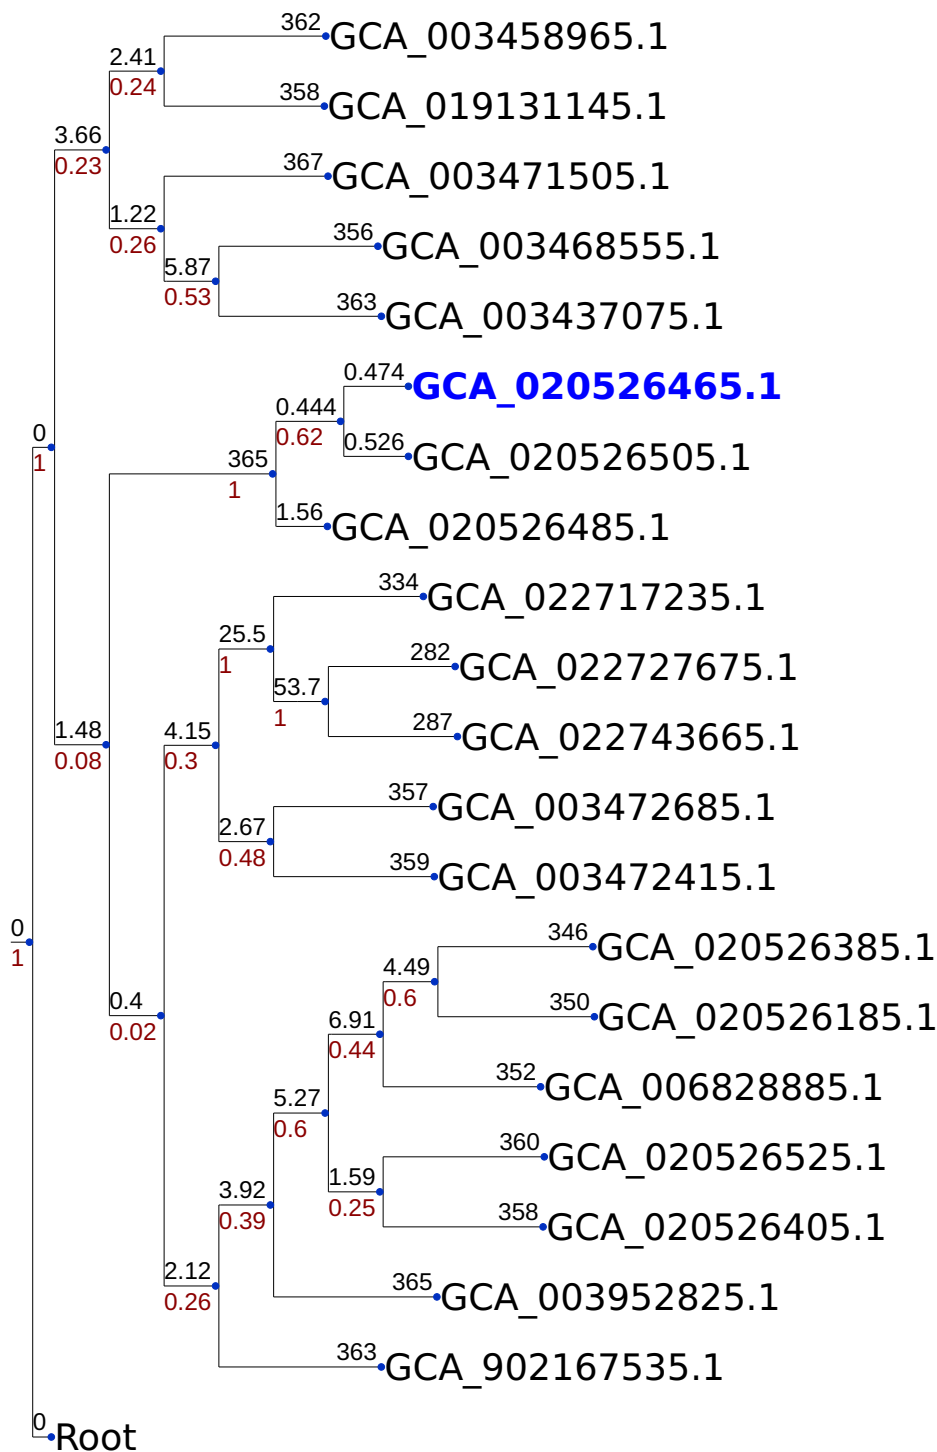 362
GCA_003458965.1
2.41
0.24
358
GCA_019131145.1
3.66
0.23
367
GCA_003471505.1
1.22
0.26
356
GCA_003468555.1
5.87
0.53
363
GCA_003437075.1
0.474
GCA_020526465.1
0.444
0.62
0
1
0.526
GCA_020526505.1
365
1
1.56
GCA_020526485.1
334
GCA_022717235.1
25.5
1
282
GCA_022727675.1
53.7
1
1.48
0.08
4.15
0.3
287
GCA_022743665.1
357
GCA_003472685.1
2.67
0.48
359
GCA_003472415.1
0
1
346
GCA_020526385.1
4.49
0.6
0.4
0.02
350
GCA_020526185.1
6.91
0.44
352
GCA_006828885.1
5.27
0.6
360
GCA_020526525.1
1.59
0.25
3.92
0.39
358
GCA_020526405.1
2.12
0.26
365
GCA_003952825.1
363
GCA_902167535.1
0
Root